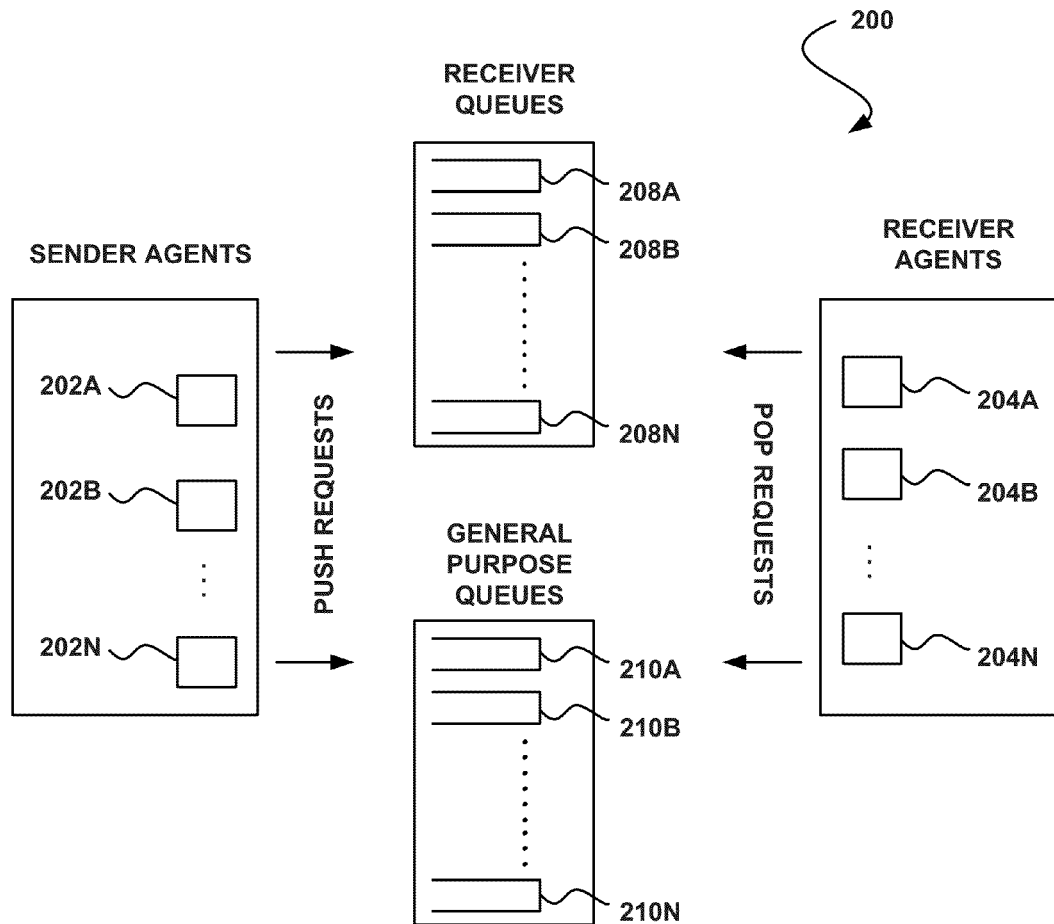 200
RECEIVER
QUEUES
208A
208B
208N
SENDER AGENTS
202A
202B
202N
PUSH REQUESTS
RECEIVER
AGENTS
204A
204B
204N
POP REQUESTS
GENERAL
PURPOSE
QUEUES
210A
210B
210N